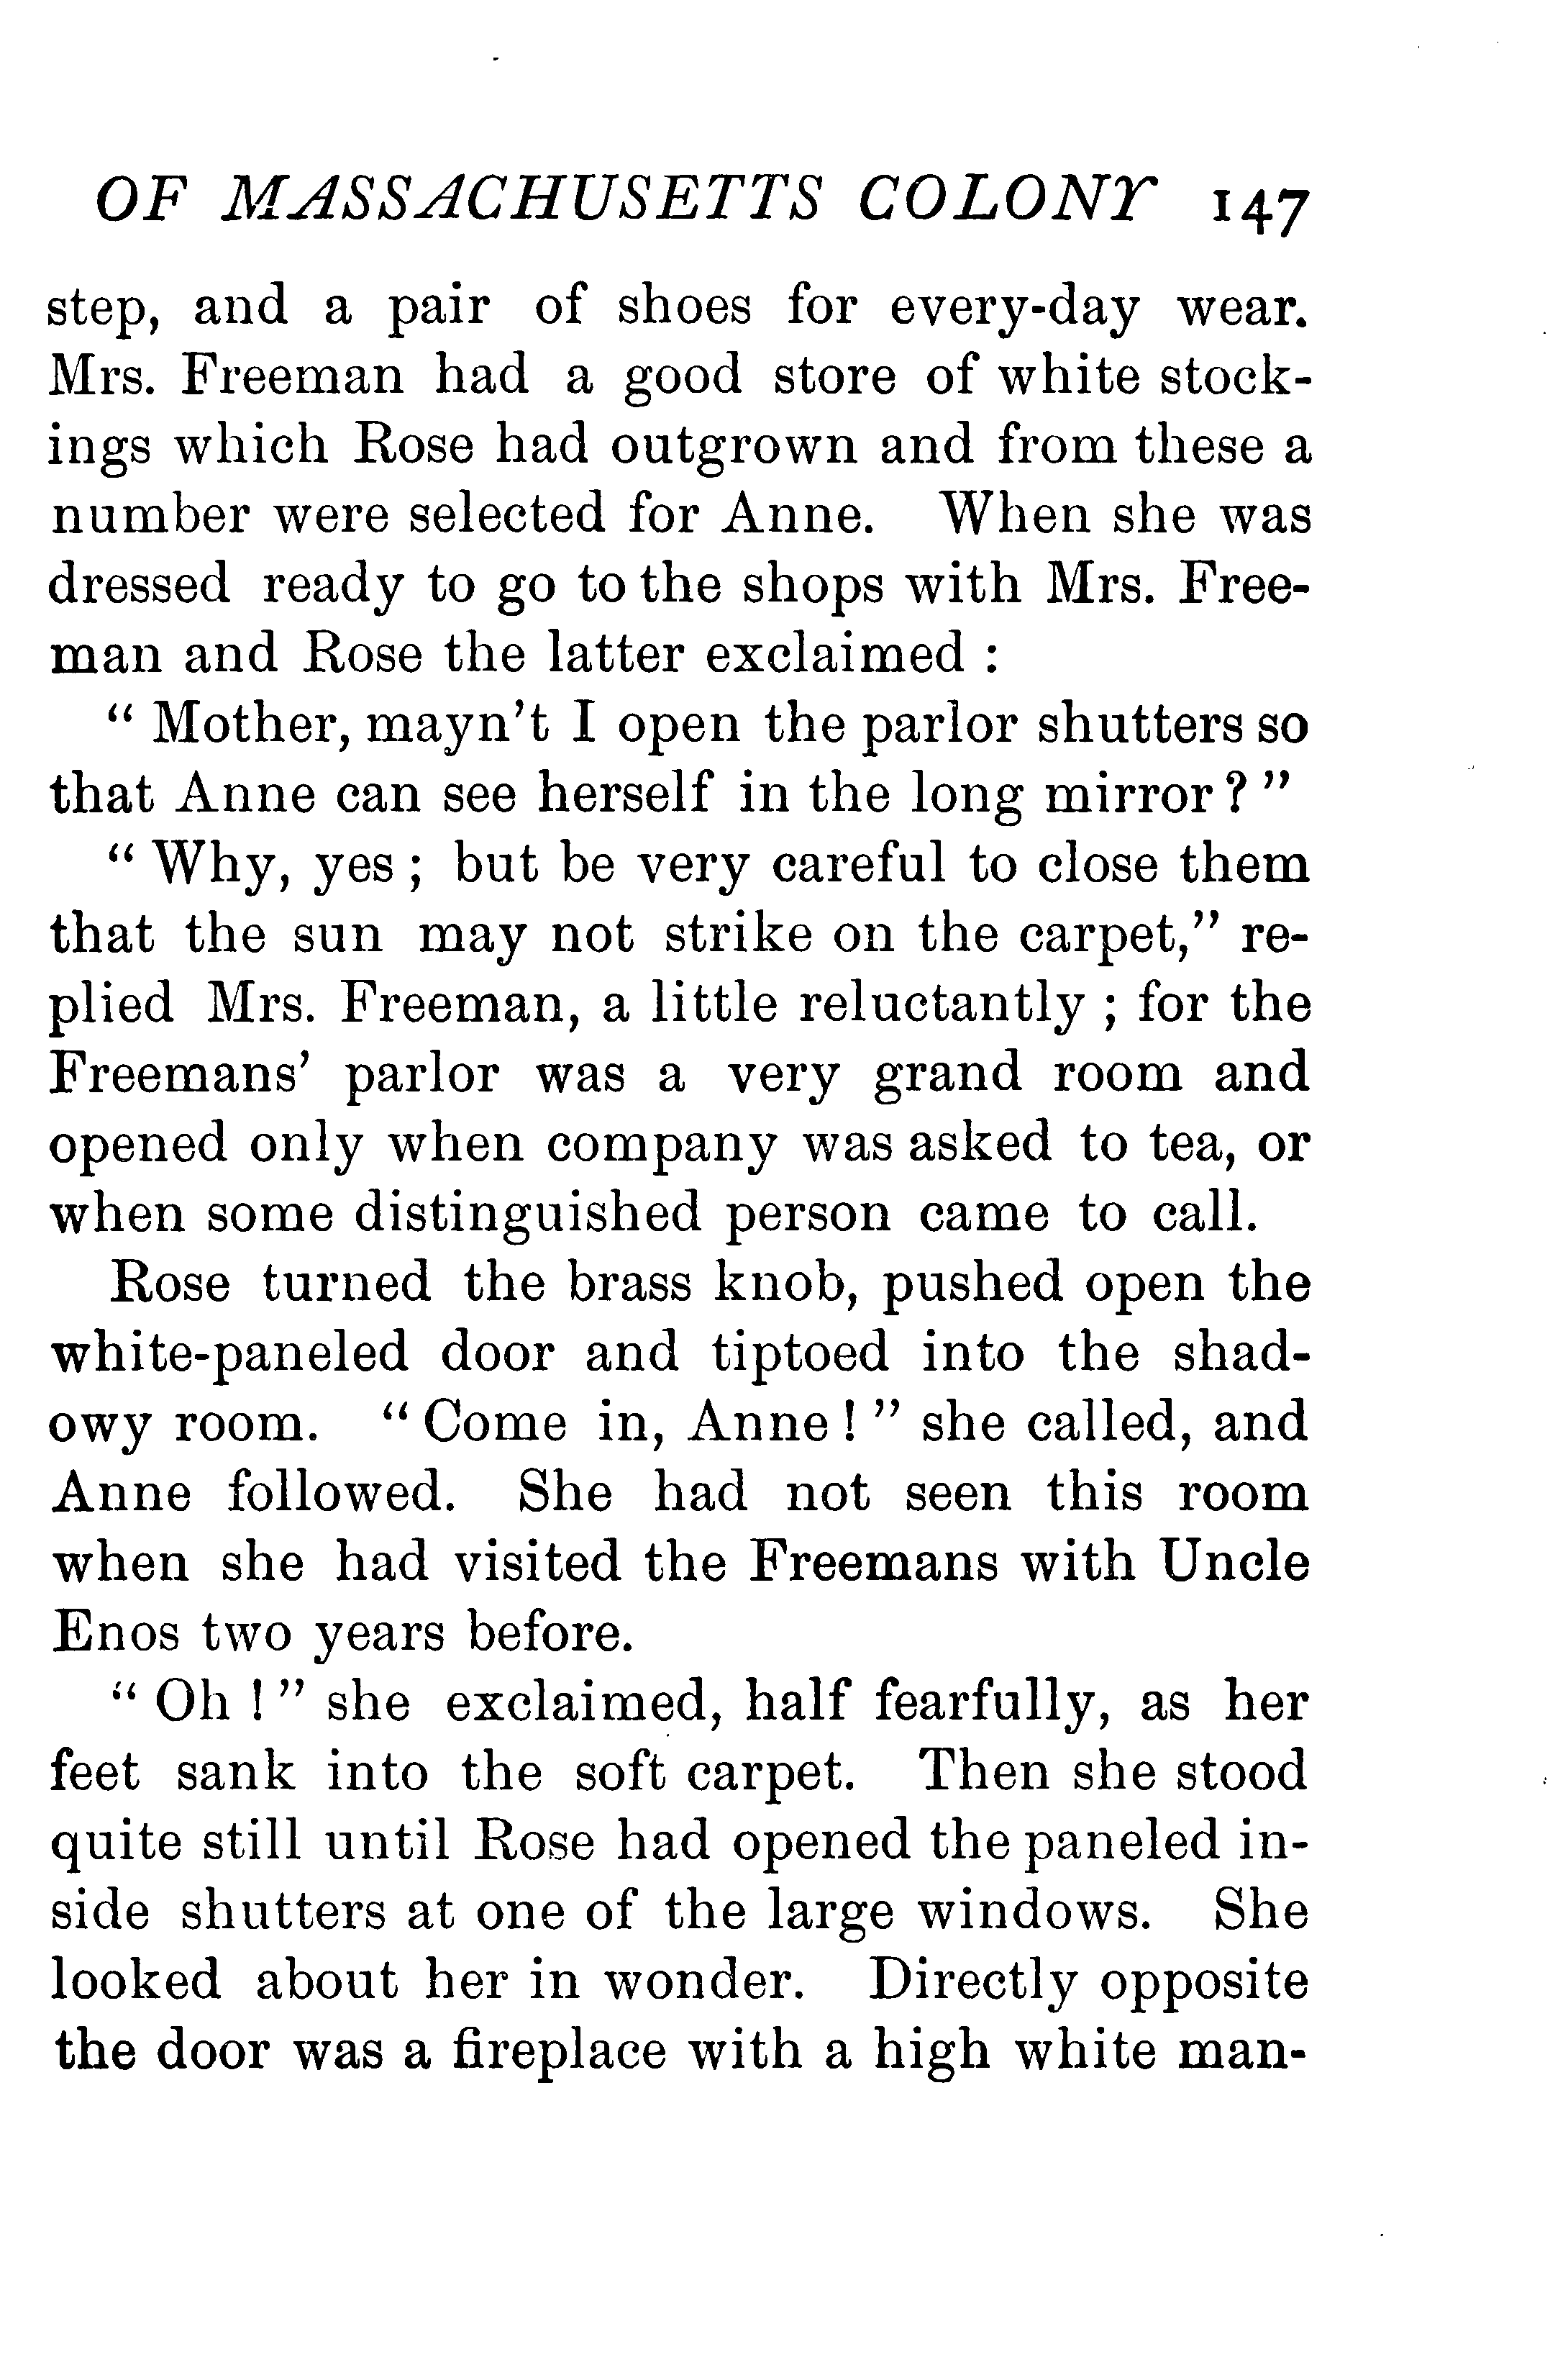 OF MASSACHUSETTS COLONY 147
step, and a pair of shoes for every-day wear.
Mrs. Freeman had a good store of white stock-
ings which Rose had outgrown and from these a
number were selected for Anne. When she was
dressed ready to go to the shops with Mrs. Free-
man and Rose the latter exclaimed :
“ Mother, mayn’t I open the parlor shutters so
that Anne can see herself in the long mirror ? ”
“ Why, yes ; but be very careful to close them
that the sun may not strike on the carpet,” re-
plied Mrs. Freeman, a little reluctantly ; for the
Freemans’ parlor was a very grand room and
opened only when company was asked to tea, or
when some distinguished person came to call.
Rose turned the brass knob, pushed open the
white-paneled door and tiptoed into the shad-
owy room. “ Come in, Anne ! ” she called, and
Anne followed. She had not seen this room
when she had visited the Freemans with Uncle
Enos two years before.
“ Oh ! ” she exclaimed, half fearfully, as her
feet sank into the soft carpet. Then she stood
quite still until Rose had opened the paneled in-
side shutters at one of the large windows. She
looked about her in wonder. Directly opposite
the door was a fireplace with a high white man-